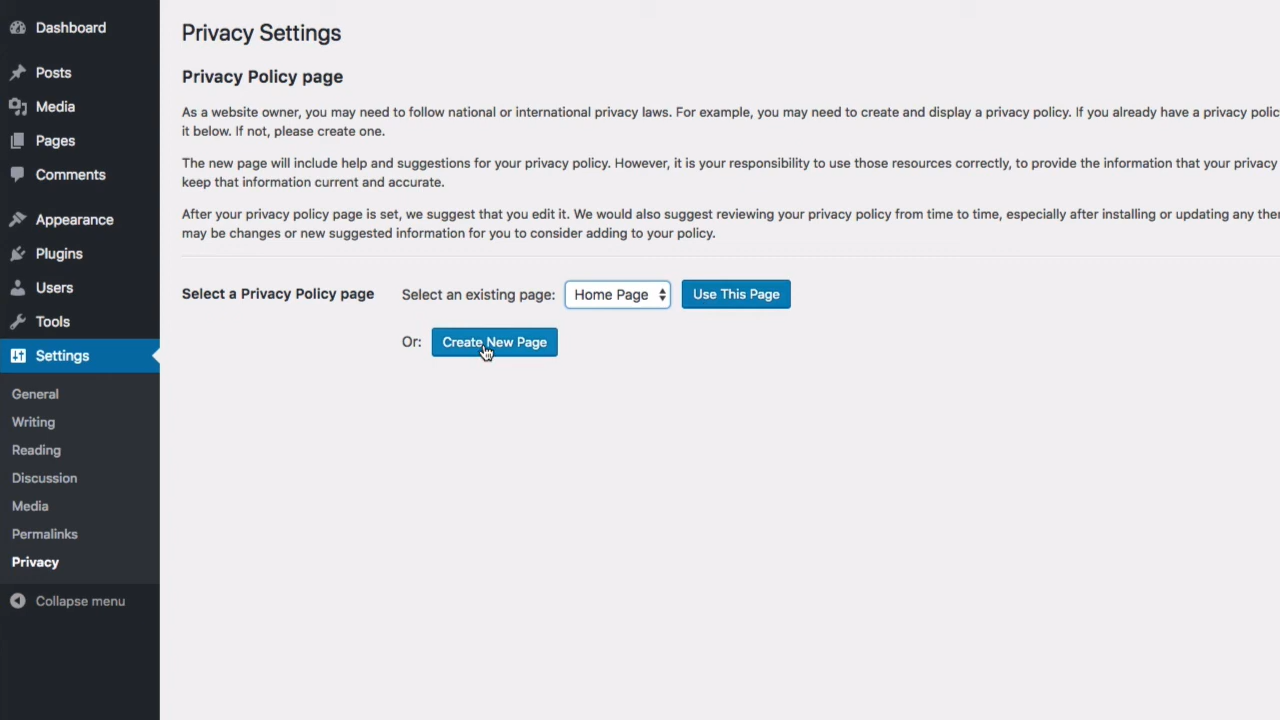 Dashboard
Posts
Media
Pages
Comments
Appearance
Plugins
Users
Tools
Settings
General
Writing
Reading
Discussion
Media
Permalinks
Privacy
Collapse menu
Privacy Settings
Privacy Policy page
As a website owner, you may need to follow national or international privacy laws. For example, you may need to create and display a privacy policy. If you already have a privacy polic
it below. If not, please create one.
The new page will include help and suggestions for your privacy policy. However, it is your responsibility to use those resources correctly, to provide the information that your privacy
keep that information current and accurate.
After your privacy policy page is set, we suggest that you edit it. We would also suggest reviewing your privacy policy from time to time, especially after installing or updating any ther
may be changes or new suggested information for you to consider adding to your policy.
Select a Privacy Policy page Select an existing page: Home Page Use This Page
Or: Create New Page